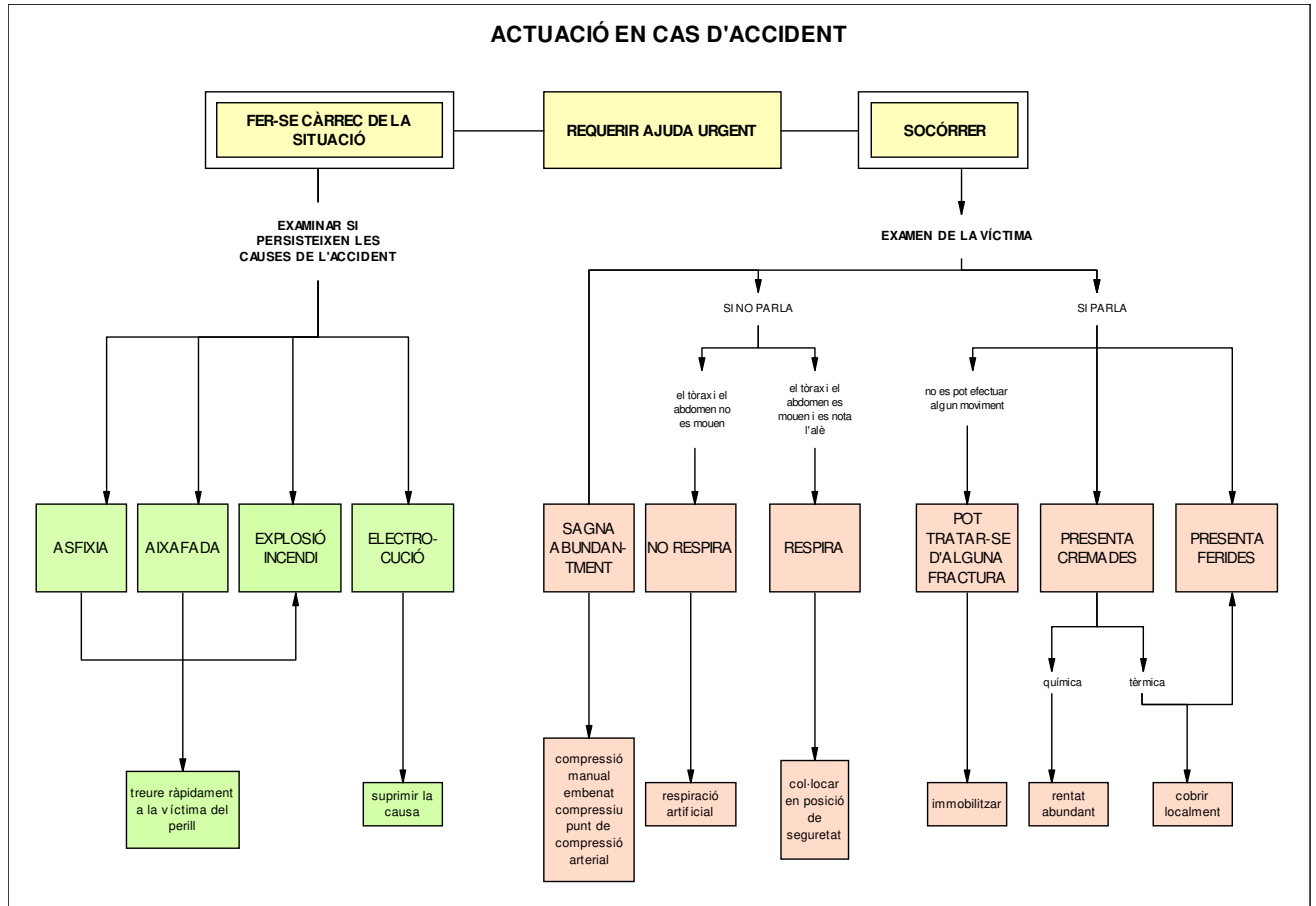 ACTUACIÓ EN CAS D'ACCIDENT
FER-SE CÀRREC DE LA
SITUACIÓ
REQUERIR AJUDA URGENT
SOCÓRRER
EXAMINAR SI
PERSISTEIXEN LES
CAUSES DE L'ACCIDENT
EXAMEN DE LA VÍCTIMA
SI NO PARLA
SI PARLA
el tòrax i el
abdomen no
es mouen
el tòrax i el
abdomen es
mouen i es nota
l'alè
no es pot efectuar
algun moviment
ASFIXIA
AIXAFADA
EXPLOSIÓ
INCENDI
ELECTRO-
CUCIÓ
SAGNA
ABUNDAN-
TMENT
NO RESPIRA
RESPIRA
POT
TRATAR-SE
D'ALGUNA
FRACTURA
PRESENTA
CREMADES
PRESENTA
FERIDES
química
tèrmica
treure ràpidament
a la víctima del
perill
suprimir la
causa
compressió
manual
embenat
compressiu
punt de
compressió
arterial
respiració
artificial
col·locar
en posició
de
seguretat
immobilitzar
rentat
abundant
cobrir
localment